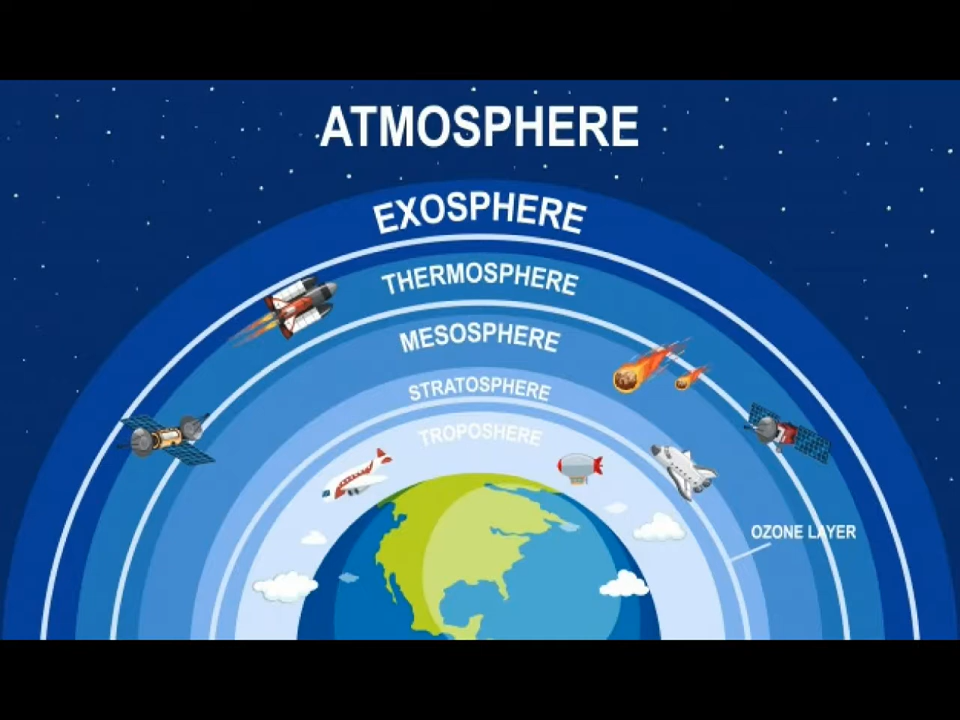 ATMOSPHERE
EXOSPHERE
THERMOSPHERE
MESOSPHERE
STRATOSPHERE
TROPOSHERE
OZONE LAYER